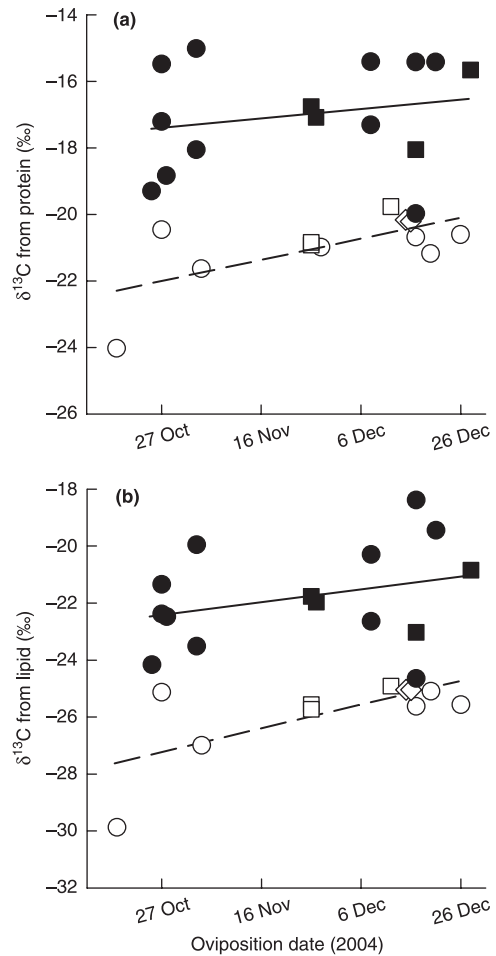 (a)
−14
−16
−18
−20
−22
−24
−26
δ13C from protein (‰)
27 Oct
16 Nov
6 Dec
26 Dec
(b)
−18
−20
−22
−24
−26
−28
−30
−32
δ13C from lipid (‰)
27 Oct
16 Nov
6 Dec
26 Dec
Oviposition date (2004)